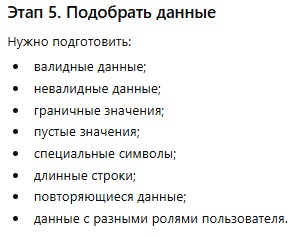 Этап 5. Подобрать данные
Нужно подготовить:
• валидные данные;
• невалидные данные;
• граничные значения;
• пустые значения;
• специальные символы;
• длинные строки;
• повторяющиеся данные;
• данные с разными ролями пользователя.